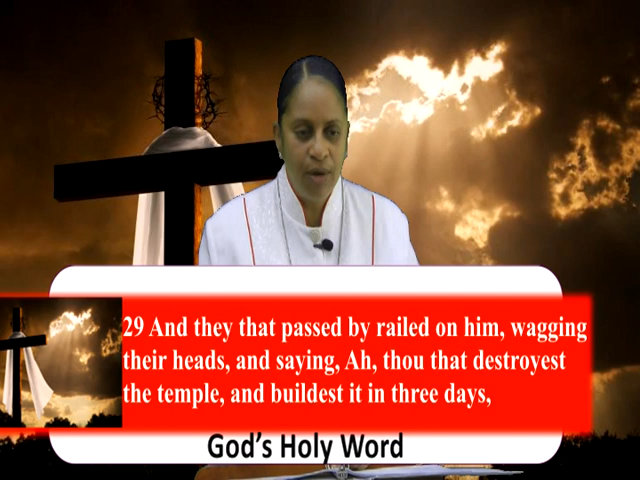 29 And they that passed by railed on him, wagging
their heads, and saying, Ah, thou that destroyest
the temple, and buildest it in three days,
God's Holy Word